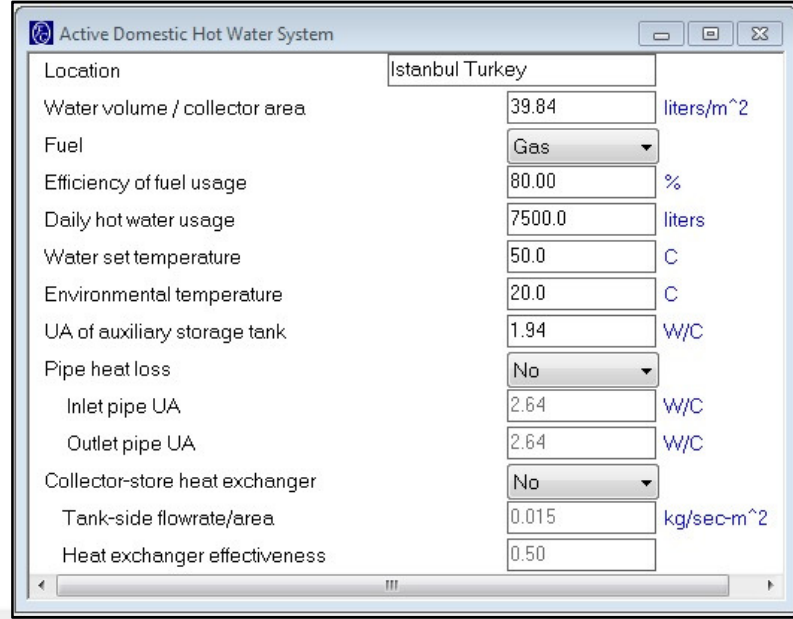 Active Domestic Hot Water System
Location Istanbul Turkey
Water volume / collector area 39.84 liters/m^2
Fuel Gas
Efficiency of fuel usage 80.00 %
Daily hot water usage 7500.0 liters
Water set temperature 50.0 C
Environmental temperature 20.0 C
UA of auxiliary storage tank 1.94 W/C
Pipe heat loss No
Inlet pipe UA 2.64 W/C
Outlet pipe UA 2.64 W/C
Collector-store heat exchanger No
Tank-side flowrate/area 0.015 kg/sec-m^2
Heat exchanger effectiveness 0.50